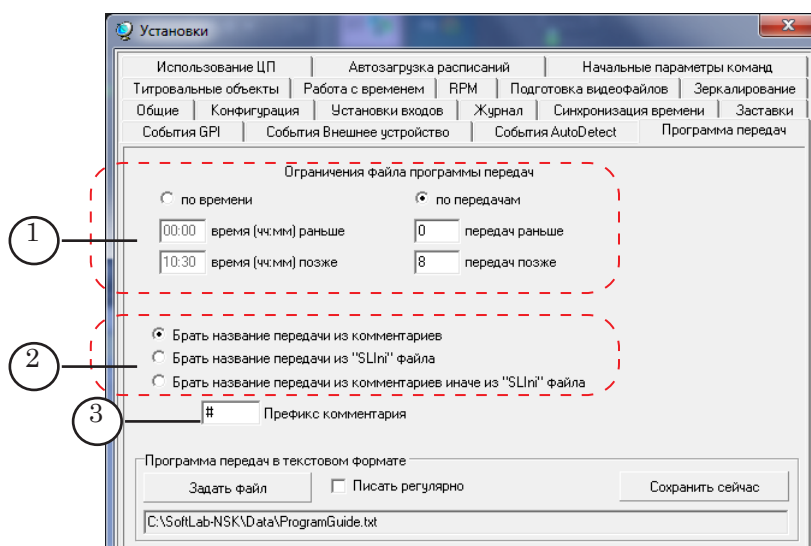 Установки
Использование ЦП
Автозагрузка расписаний
Начальные параметры команд
Титровальные объекты
Работа с временем
RPM
Подготовка видеофайлов
Зеркалирование
Общие
Конфигурация
Установки входов
Журнал
Синхронизация времени
Заставки
События GPI
События Внешнее устройство
События AutoDetect
Программа передач
Ограничения файла программы передач
по времени
по передачам
1
00:00 время (чч:мм) раньше
0 передач раньше
10:30 время (чч:мм) позже
8 передач позже
2
Брать название передачи из комментариев
Брать название передачи из "SLIni" файла
Брать название передачи из комментариев иначе из "SLIni" файла
3
# Префикс комментария
Программа передач в текстовом формате
Задать файл
Писать регулярно
Сохранить сейчас
C:\SoftLab-NSK\Data\ProgramGuide.txt